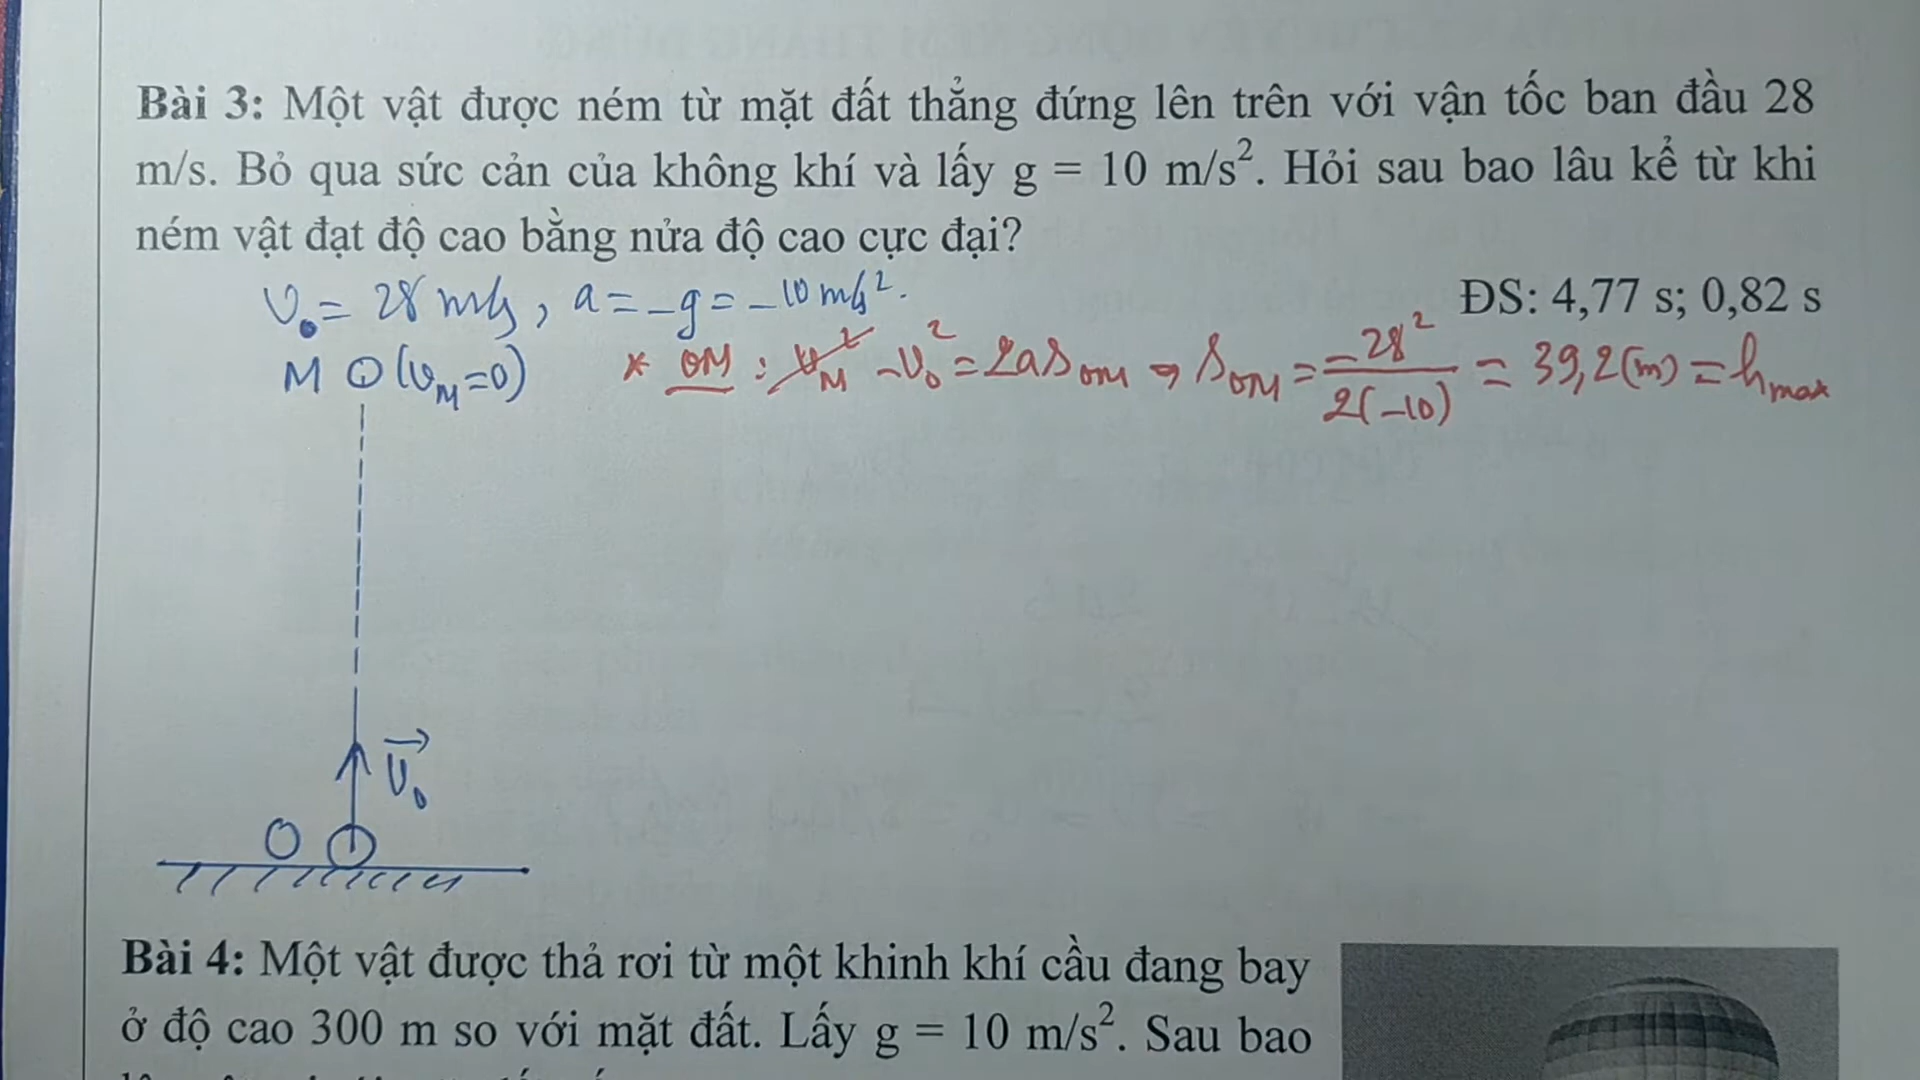 Bài 3: Một vật được ném từ mặt đất thẳng đứng lên trên với vận tốc ban đầu 28
m/s. Bỏ qua sức cản của không khí và lấy g = 10 m/s². Hỏi sau bao lâu kể từ khi
ném vật đạt độ cao bằng nửa độ cao cực đại?
ĐS: 4,77 s; 0,82 s
v₀ = 28 m/s, a = -g = -10 m/s².
M (v_M = 0)
* OM : v_M² - v₀² = 2aS_OM ⇒ S_OM = -28² / 2(-10) = 39,2 (m) = h_max
v₀
O
Bài 4: Một vật được thả rơi từ một khinh khí cầu đang bay
ở độ cao 300 m so với mặt đất. Lấy g = 10 m/s². Sau bao